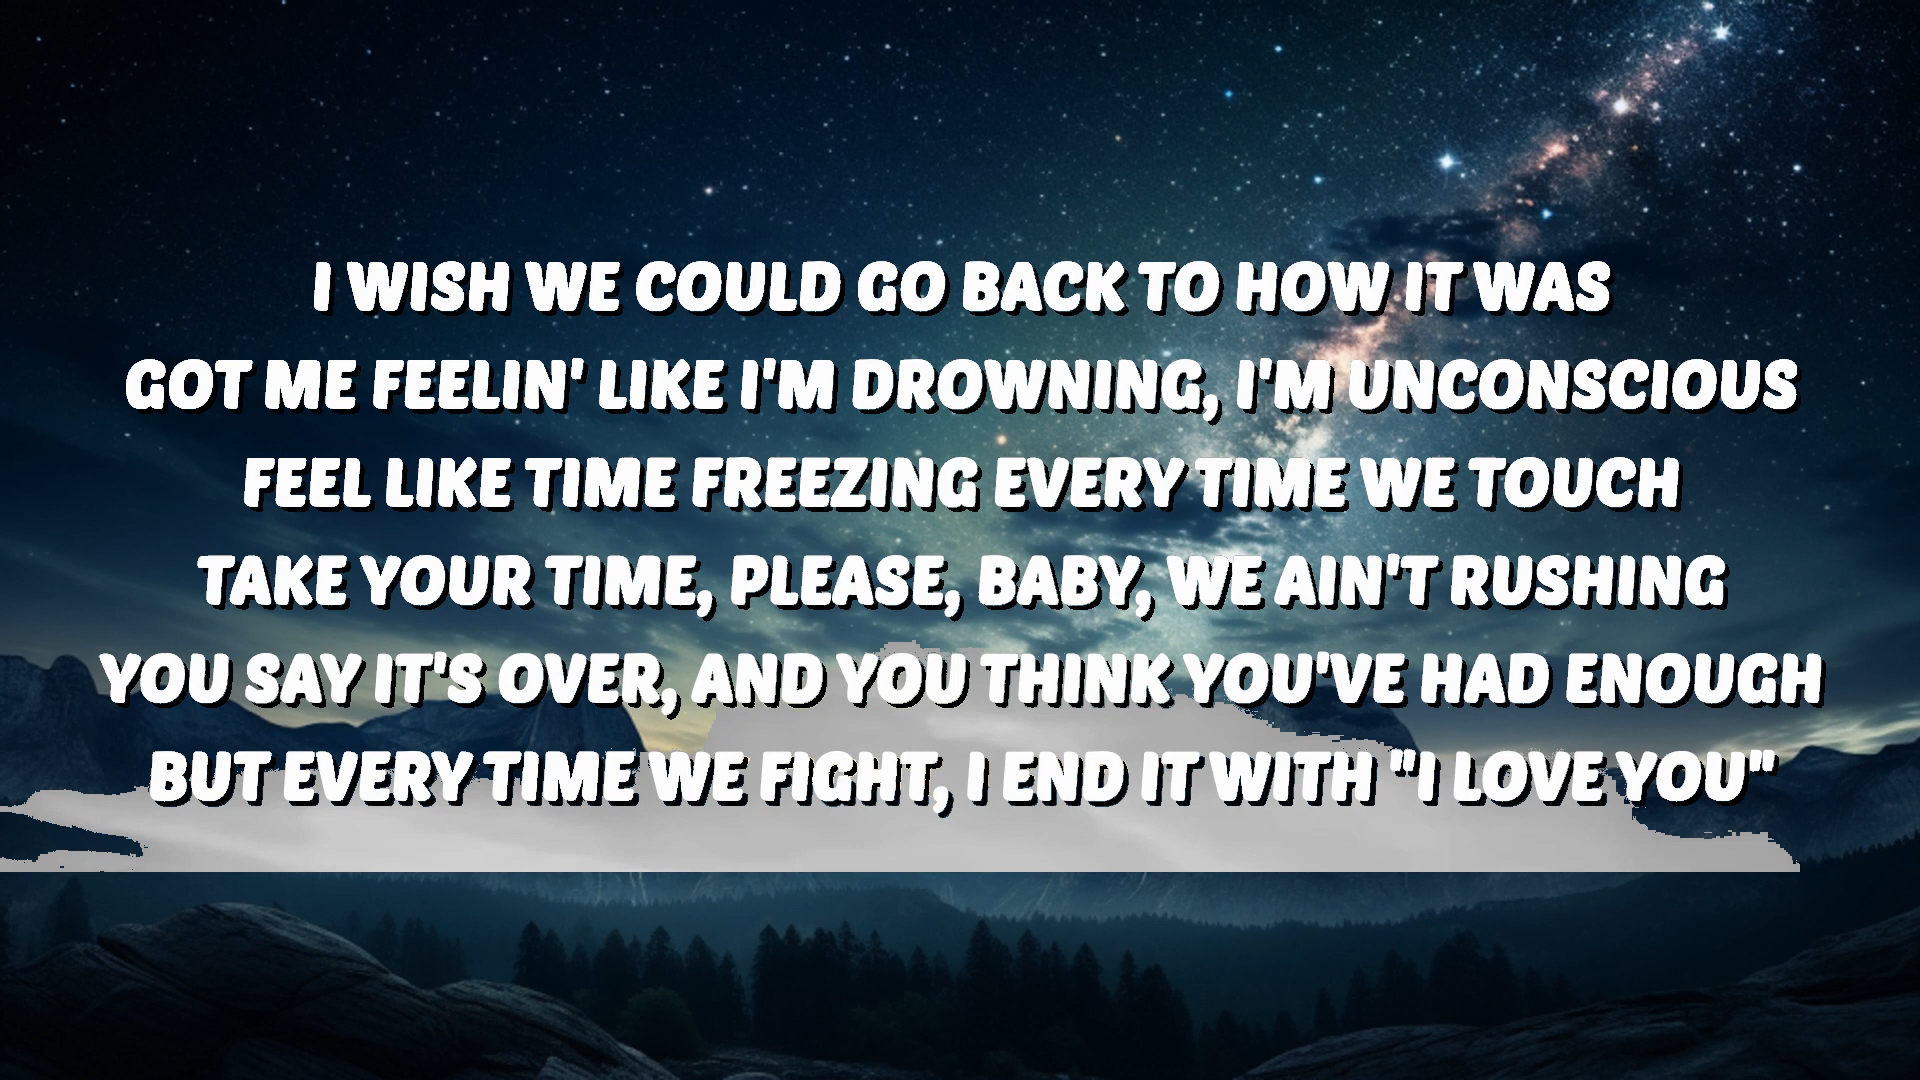 I WISH WE COULD GO BACK TO HOW IT WAS
GOT ME FEELIN' LIKE I'M DROWNING, I'M UNCONSCIOUS
FEEL LIKE TIME FREEZING EVERY TIME WE TOUCH
TAKE YOUR TIME, PLEASE, BABY, WE AIN'T RUSHING
YOU SAY IT'S OVER, AND YOU THINK YOU'VE HAD ENOUGH
BUT EVERY TIME WE FIGHT, I END IT WITH "I LOVE YOU"